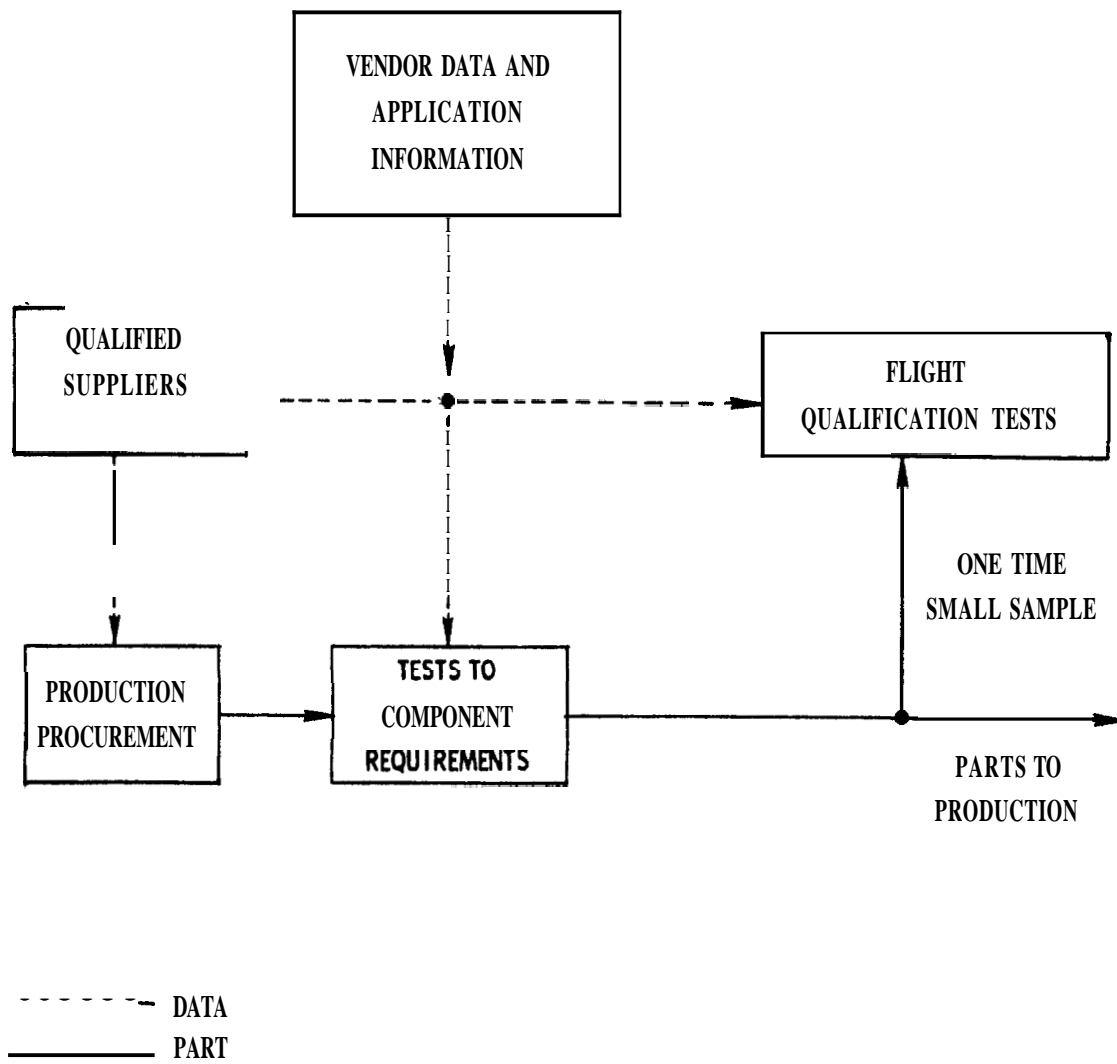 VENDOR DATA AND
APPLICATION
INFORMATION
QUALIFIED
SUPPLIERS
FLIGHT
QUALIFICATION TESTS
ONE TIME
SMALL SAMPLE
PRODUCTION
PROCUREMENT
TESTS TO
COMPONENT
REQUIREMENTS
PARTS TO
PRODUCTION
DATA
PART